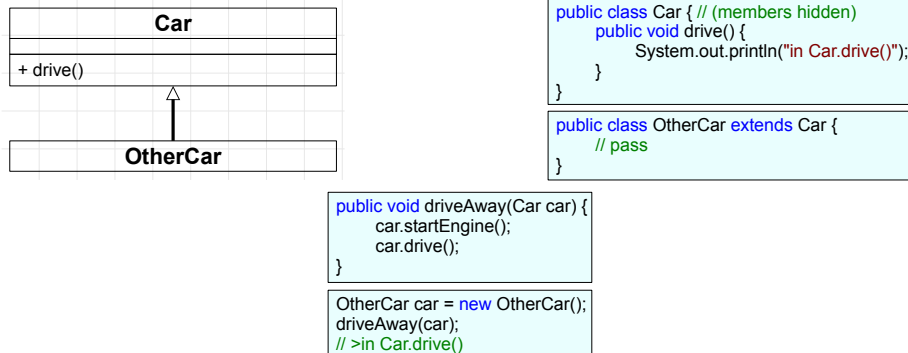 Car
+ drive()
OtherCar
public class Car { // (members hidden)
public void drive() {
System.out.println("in Car.drive()");
}
}
public class OtherCar extends Car {
// pass
}
public void driveAway(Car car) {
car.startEngine();
car.drive();
}
OtherCar car = new OtherCar();
driveAway(car);
// >in Car.drive()